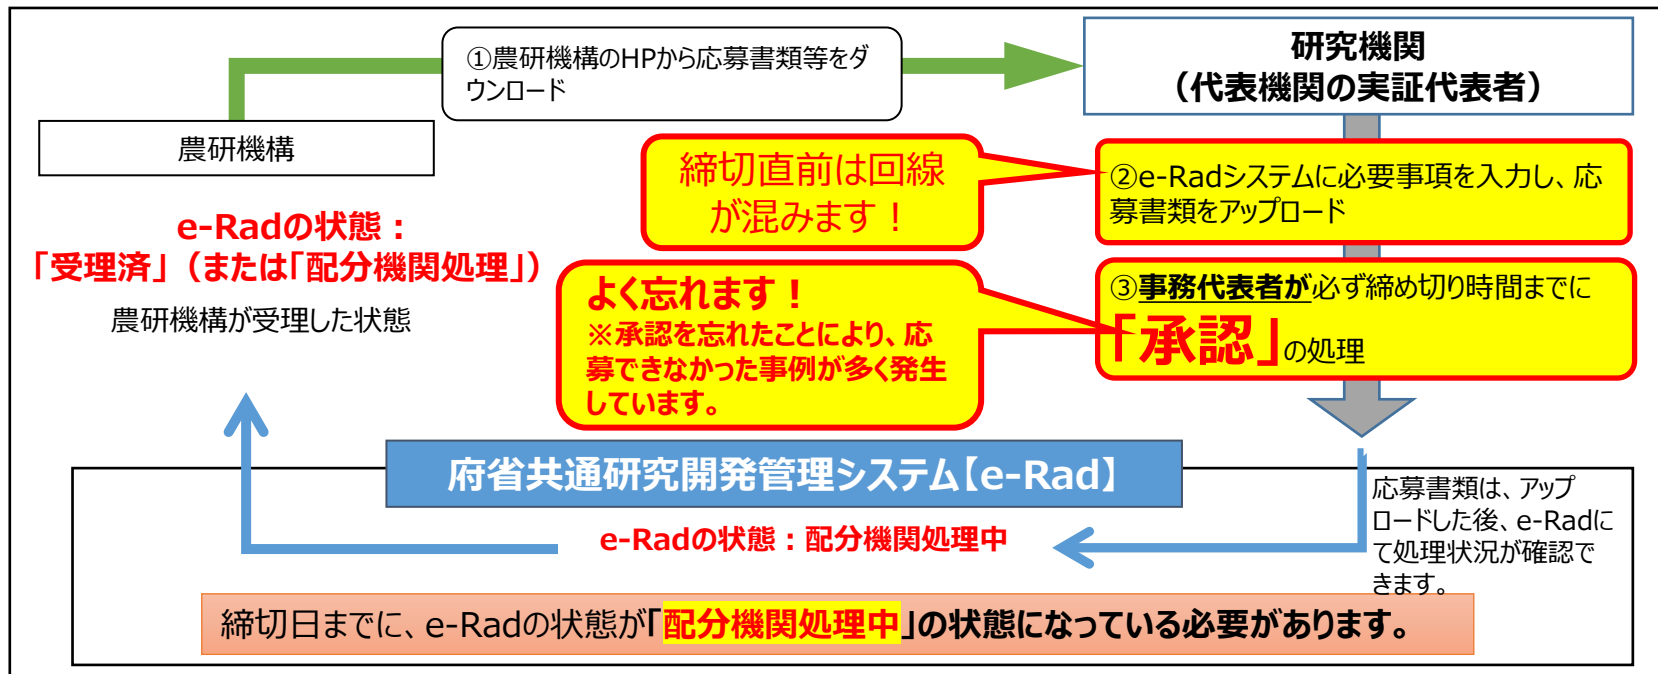 ①農研機構のHPから応募書類等をダ
ウンロード
研究機関
（代表機関の実証代表者）
農研機構
締切直前は回線
が混みます！
②e-Radシステムに必要事項を入力し、応
募書類をアップロード
e-Radの状態：
「受理済」（または「配分機関処理」）
農研機構が受理した状態
よく忘れます！
※承認を忘れたことにより、応
募できなかった事例が多く発生
しています。
③事務代表者が必ず締め切り時間までに
「承認」の処理
府省共通研究開発管理システム【e-Rad】
e-Radの状態：配分機関処理中
応募書類は、アップ
ロードした後、e-Radに
て処理状況が確認で
きます。
締切日までに、e-Radの状態が「配分機関処理中」の状態になっている必要があります。